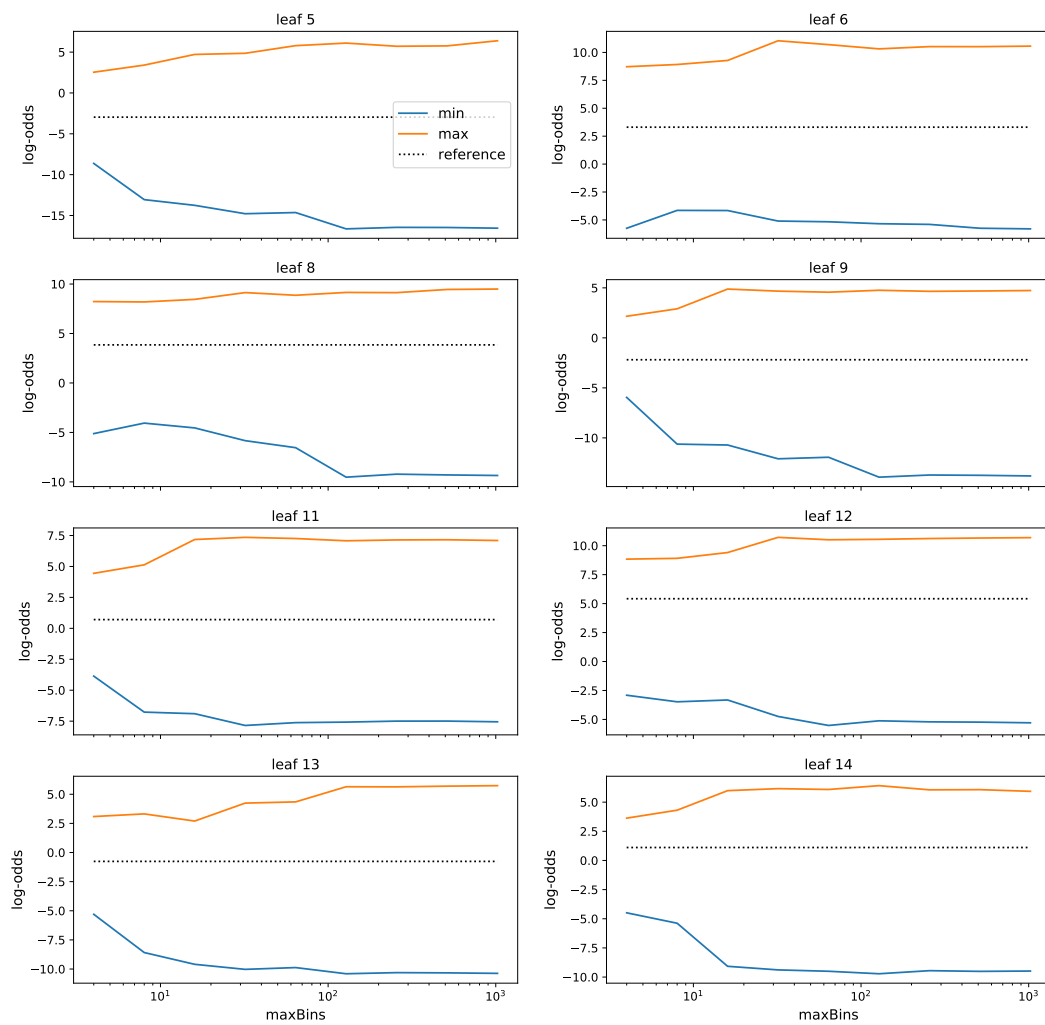 leaf 5
5
0
−5
−10
−15
log-odds
min
max
reference
leaf 6
10.0
7.5
5.0
2.5
0.0
−2.5
−5.0
log-odds
leaf 8
10
5
0
−5
−10
log-odds
leaf 9
5
0
−5
−10
log-odds
leaf 11
7.5
5.0
2.5
0.0
−2.5
−5.0
−7.5
log-odds
leaf 12
10.0
7.5
5.0
2.5
0.0
−2.5
−5.0
log-odds
leaf 13
5.0
2.5
0.0
−2.5
−5.0
−7.5
−10.0
log-odds
10¹ 10² 10³
maxBins
leaf 14
5.0
2.5
0.0
−2.5
−5.0
−7.5
−10.0
log-odds
10¹ 10² 10³
maxBins